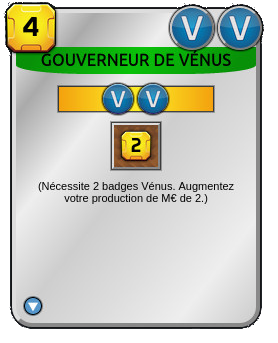 4
V V
GOUVERNEUR DE VÉNUS
V V
2
(Nécessite 2 badges Vénus. Augmentez
votre production de M€ de 2.)